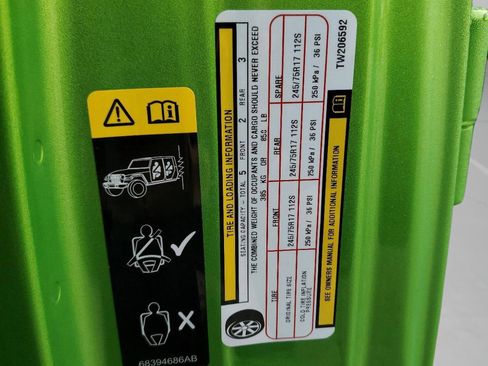 TIRE AND LOADING INFORMATION
SEATING CAPACITY - TOTAL 5 FRONT 2 REAR 3
THE COMBINED WEIGHT OF OCCUPANTS AND CARGO SHOULD NEVER EXCEED
385 KG OR 850 LB
TIRE FRONT REAR SPARE
ORIGINAL TIRE SIZE 245/75R17 112S 245/75R17 112S 245/75R17 112S
COLD TIRE INFLATION PRESSURE 250 kPa / 36 PSI 250 kPa / 36 PSI 250 kPa / 36 PSI
SEE OWNERS MANUAL FOR ADDITIONAL INFORMATION
TW206592
68394686AB